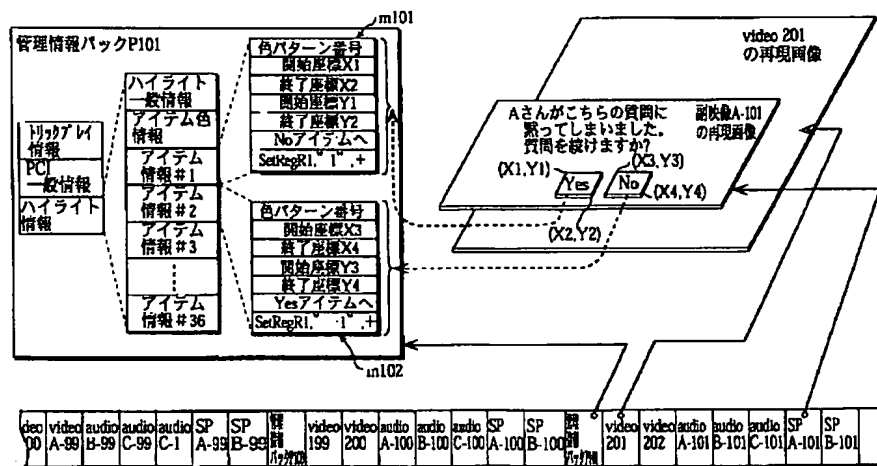 管理情報パックP101
トリックプレイ
情報
PCI
一般情報
ハイライト
情報
ハイライト
一般情報
アイテム色
情報
アイテム
情報#1
アイテム
情報#2
アイテム
情報#3
アイテム
情報#36
m101
色パターン番号
開始座標X1
終了座標X2
開始座標Y1
終了座標Y2
Noアイテムへ
SetRegR1,"1",+
色パターン番号
開始座標X3
終了座標X4
開始座標Y3
終了座標Y4
Yesアイテムへ
SetRegR1,"-1",+
m102
video 201
の再現画像
Aさんがこちらの質問に
黙ってしまいました。
質問を続けますか?
副映像A-101
の再現画像
(X1,Y1)
(X3,Y3)
Yes
No
(X2,Y2)
(X4,Y4)
deo
00
video
A-99
audio
B-99
audio
C-99
audio
C-1
SP
A-99
SP
B-99
管理
情報
video
199
video
200
audio
A-100
audio
B-100
audio
C-100
SP
A-100
SP
B-100
管理
情報
video
201
video
202
audio
A-101
audio
B-101
audio
C-101
SP
A-101
SP
B-101